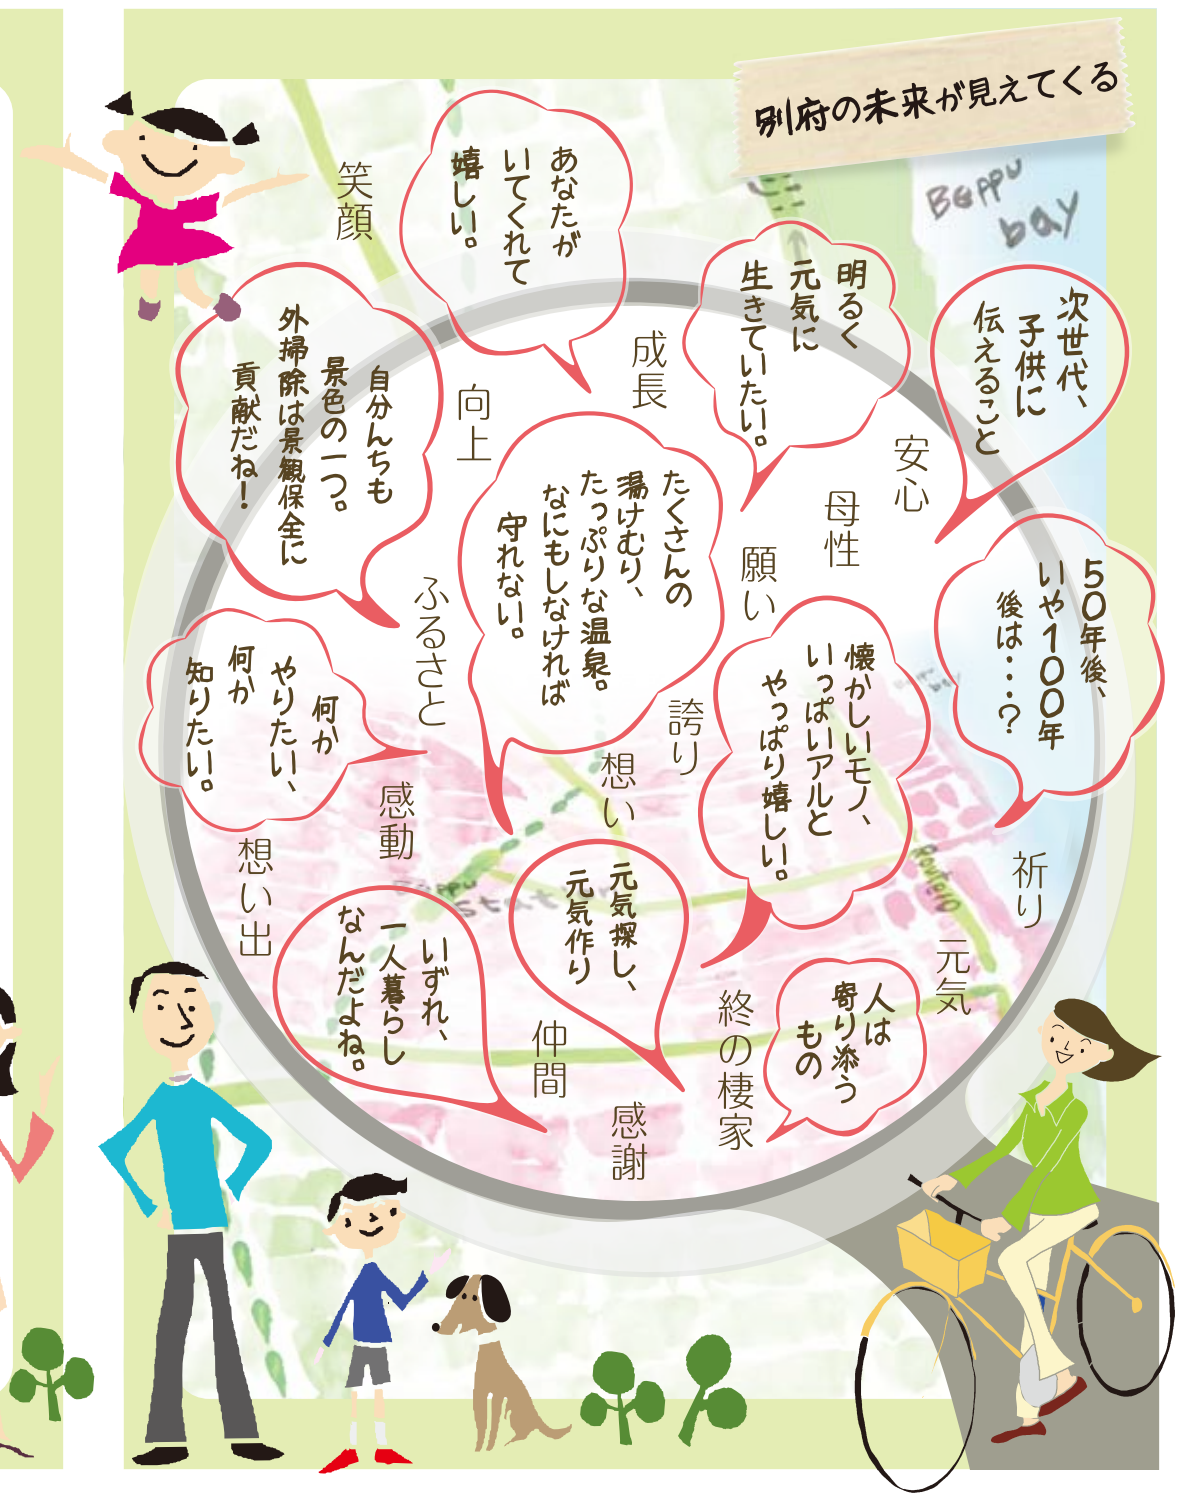 別府の未来が見えてくる
Beppu
bay
あなたが
いてくれて
嬉しい。
笑顔
明るく
元気に
生きていたい。
次世代、
子供に
伝えること
成長
向上
自分んちも
景色の一つ。
外掃除は景観保全に
貢献だね！
安心
母性
願い
たくさんの
湯けむり、
たっぷりな温泉。
なにもしなければ
守れない。
ふるさと
50年後、
いや100年
後は・・・？
懐かしいモノ、
いっぱいアルと
やっぱり嬉しい。
誇り
想い
何か
やりたい、
何か
知りたい。
感動
想い出
Beppu
bay
Route10
祈り
元気
Beppu
Station
元気探し、
元気作り
いずれ、
一人暮らし
なんだよね。
人は
寄り添う
もの
終の棲家
仲間
感謝